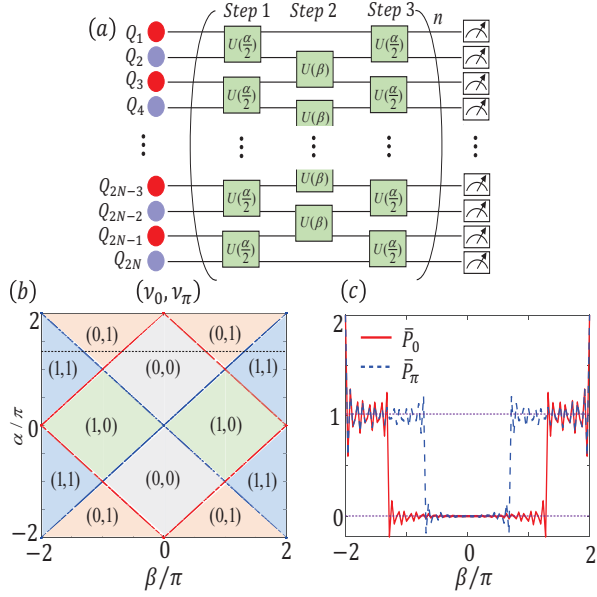 (a)
Step 1 Step 2 Step 3
n
Q₁
Q₂
Q₃
Q₄
U(α/2) U(α/2)
U(β)
U(α/2) U(α/2)
U(β)
⋮ ⋮ ⋮ ⋮ ⋮
U(β)
Q₂ₙ₋₃
Q₂ₙ₋₂
Q₂ₙ₋₁
Q₂ₙ
U(α/2) U(α/2)
U(β)
U(α/2) U(α/2)
(b) (ν₀, νπ)
2
(0,1) (0,1)
(1,1) (0,0) (1,1)
α/π
0
(1,0) (1,0)
(1,1) (0,0) (1,1)
(0,1) (0,1)
−2
−2 0 2
β/π
(c)
2
P̄₀
P̄π
1
0
−2 0 2
β/π